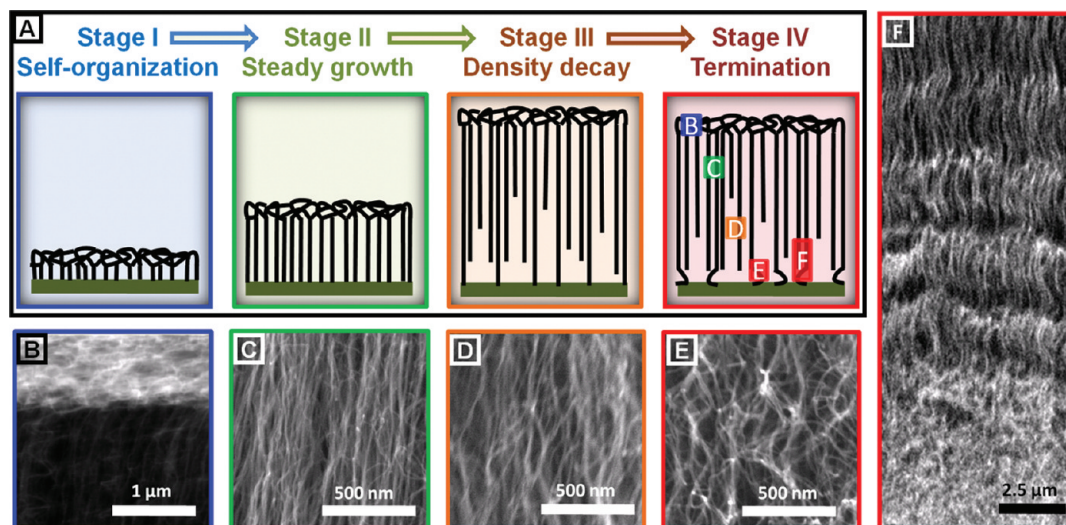 A
Stage I
Stage II
Stage III
Stage IV
Self-organization
Steady growth
Density decay
Termination
B
C
D
E
F
B
1 µm
C
500 nm
D
500 nm
E
500 nm
F
2.5 µm